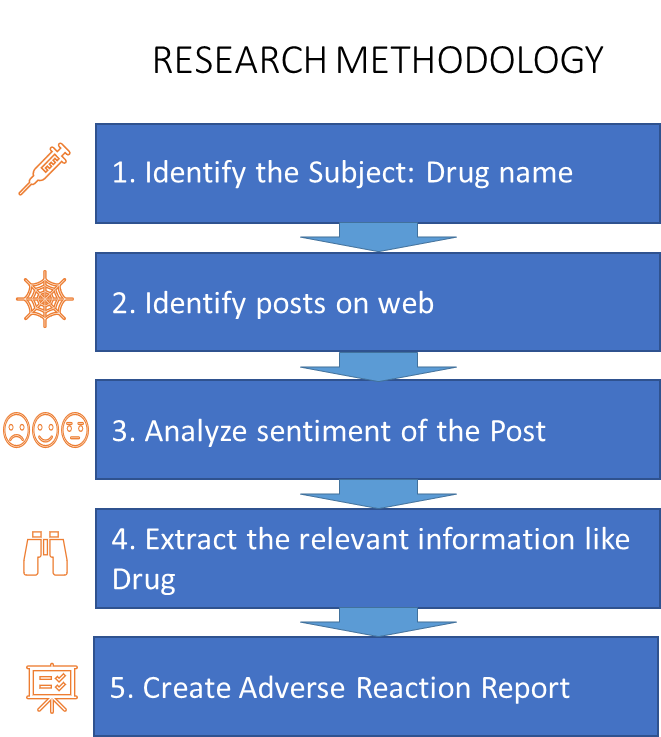 RESEARCH METHODOLOGY
1. Identify the Subject: Drug name
2. Identify posts on web
3. Analyze sentiment of the Post
4. Extract the relevant information like
Drug
5. Create Adverse Reaction Report